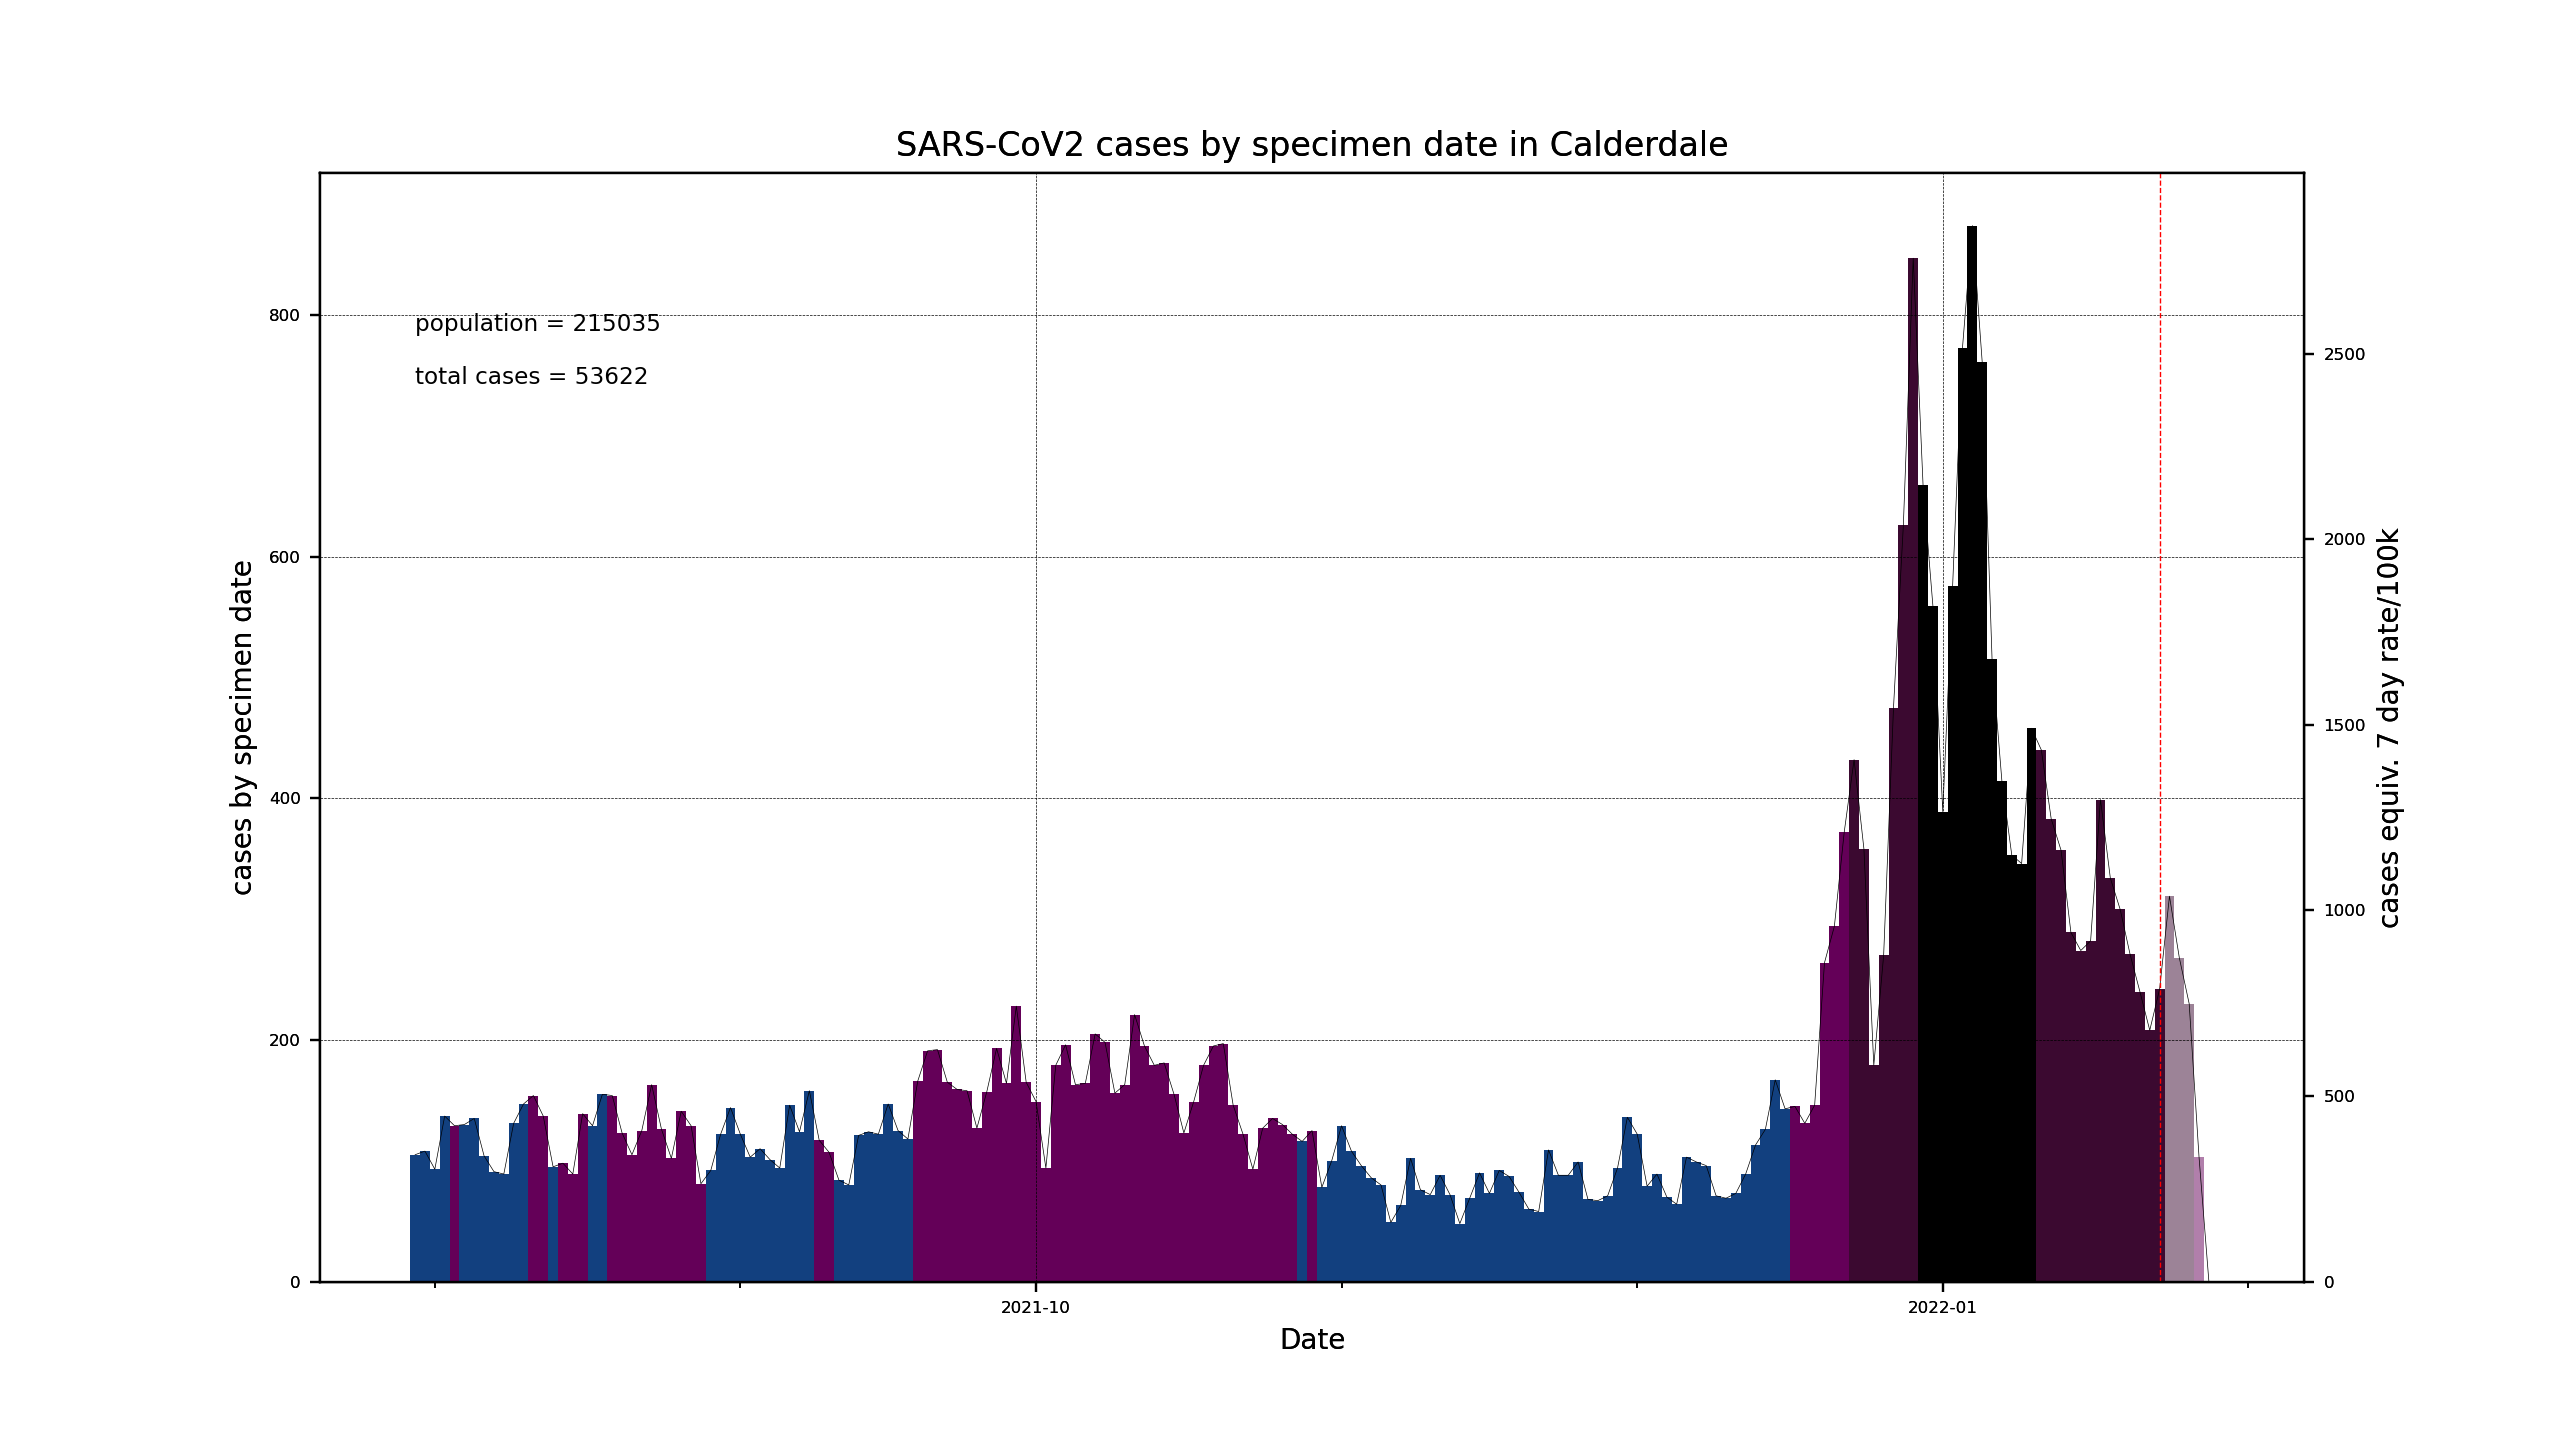 SARS-CoV2 cases by specimen date in Calderdale
population = 215035
total cases = 53622
cases by specimen date
800
600
400
200
0
2500
2000
1500
1000
500
0
cases equiv. 7 day rate/100k
2021-10
2022-01
Date